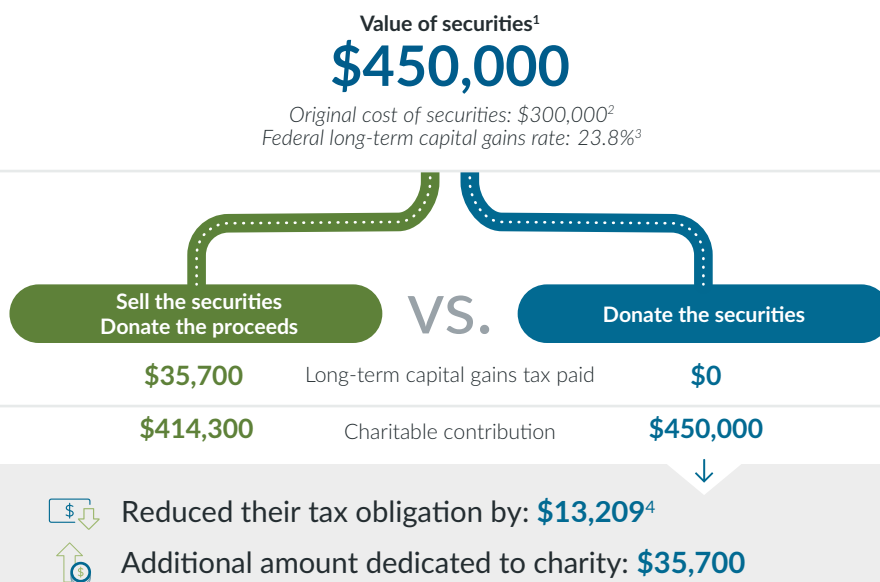 Value of securities¹
$450,000
Original cost of securities: $300,000²
Federal long-term capital gains rate: 23.8%³
Sell the securities
Donate the proceeds
vs.
Donate the securities
$35,700 Long-term capital gains tax paid $0
$414,300 Charitable contribution $450,000
$ Reduced their tax obligation by: $13,209⁴
$ Additional amount dedicated to charity: $35,700